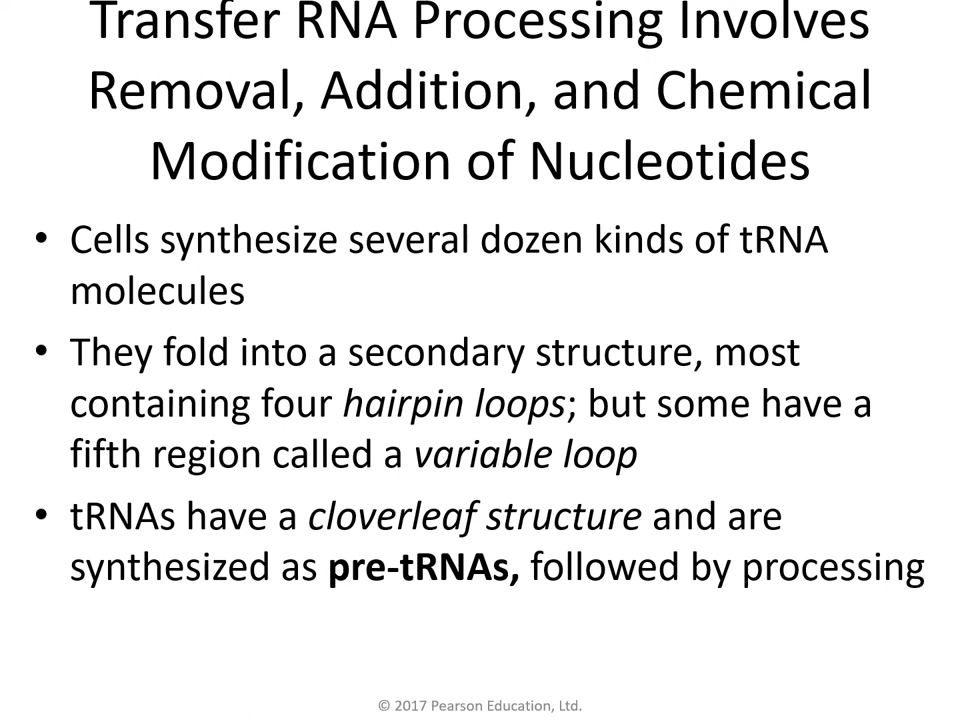 Transfer RNA Processing Involves
Removal, Addition, and Chemical
Modification of Nucleotides
• Cells synthesize several dozen kinds of tRNA
molecules
• They fold into a secondary structure, most
containing four hairpin loops; but some have a
fifth region called a variable loop
• tRNAs have a cloverleaf structure and are
synthesized as pre-tRNAs, followed by processing
© 2017 Pearson Education, Ltd.